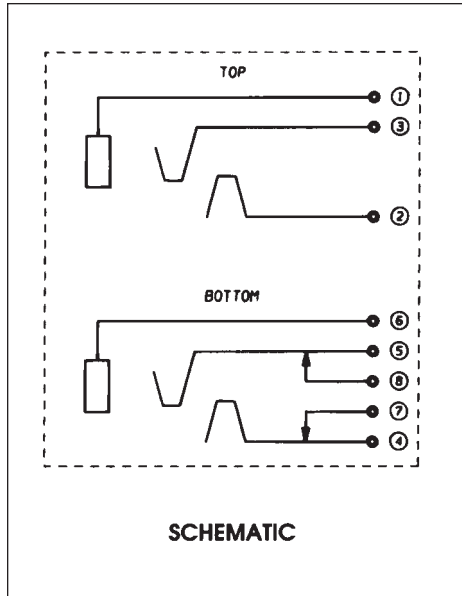 TOP
①
③
②
BOTTOM
⑥
⑤
⑧
⑦
④
SCHEMATIC